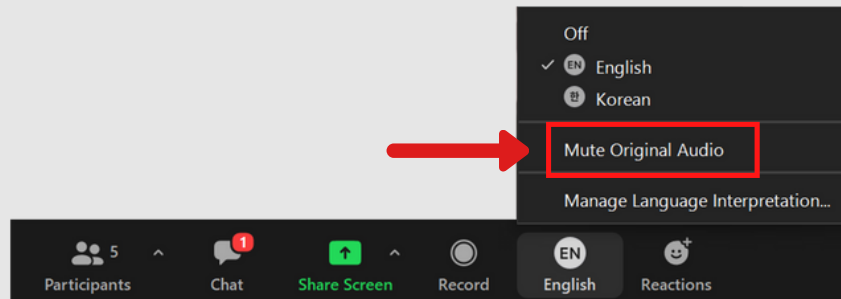 Off
EN English
한 Korean
Mute Original Audio
Manage Language Interpretation...
5 1 EN
Participants Chat Share Screen Record English Reactions